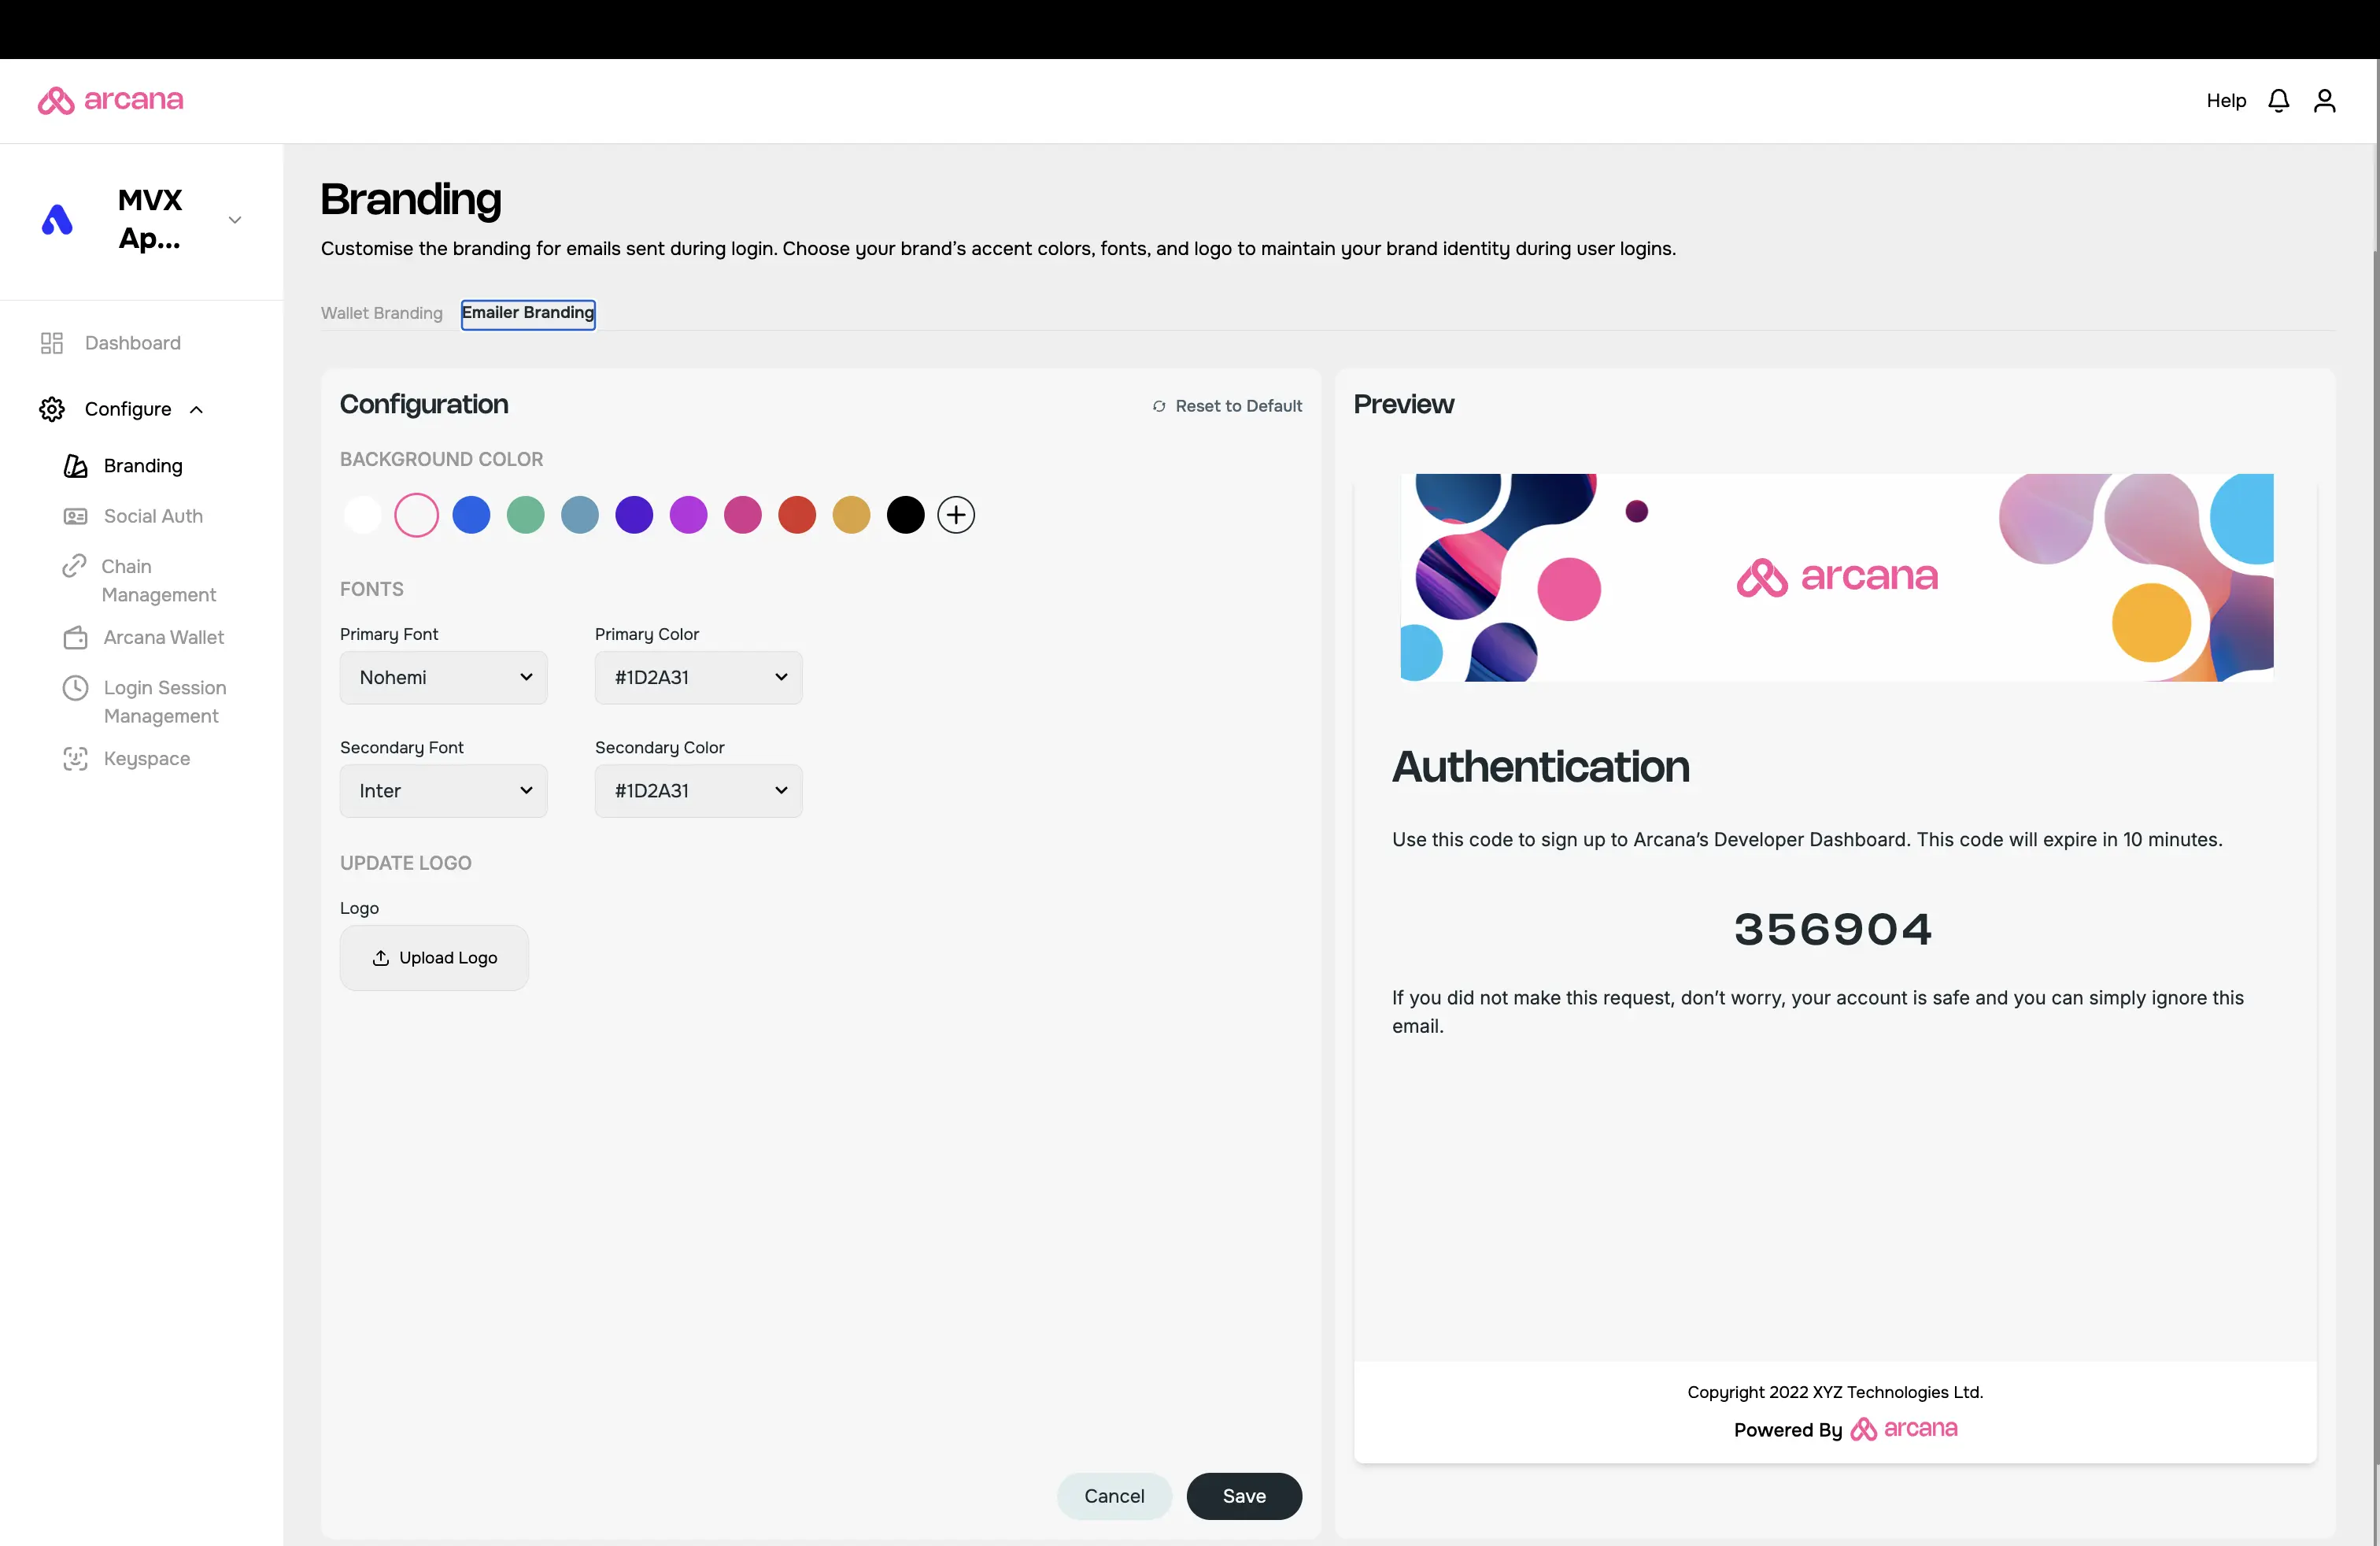 arcana
Help
MVX
Ap...
Dashboard
Configure
Branding
Social Auth
Chain
Management
Arcana Wallet
Login Session
Management
Keyspace
Branding
Customise the branding for emails sent during login. Choose your brand’s accent colors, fonts, and logo to maintain your brand identity during user logins.
Wallet Branding
Emailer Branding
Configuration
Reset to Default
BACKGROUND COLOR
FONTS
Primary Font
Primary Color
Nohemi
#1D2A31
Secondary Font
Secondary Color
Inter
#1D2A31
UPDATE LOGO
Logo
Upload Logo
Cancel
Save
Preview
arcana
Authentication
Use this code to sign up to Arcana’s Developer Dashboard. This code will expire in 10 minutes.
356904
If you did not make this request, don’t worry, your account is safe and you can simply ignore this
email.
Copyright 2022 XYZ Technologies Ltd.
Powered By arcana